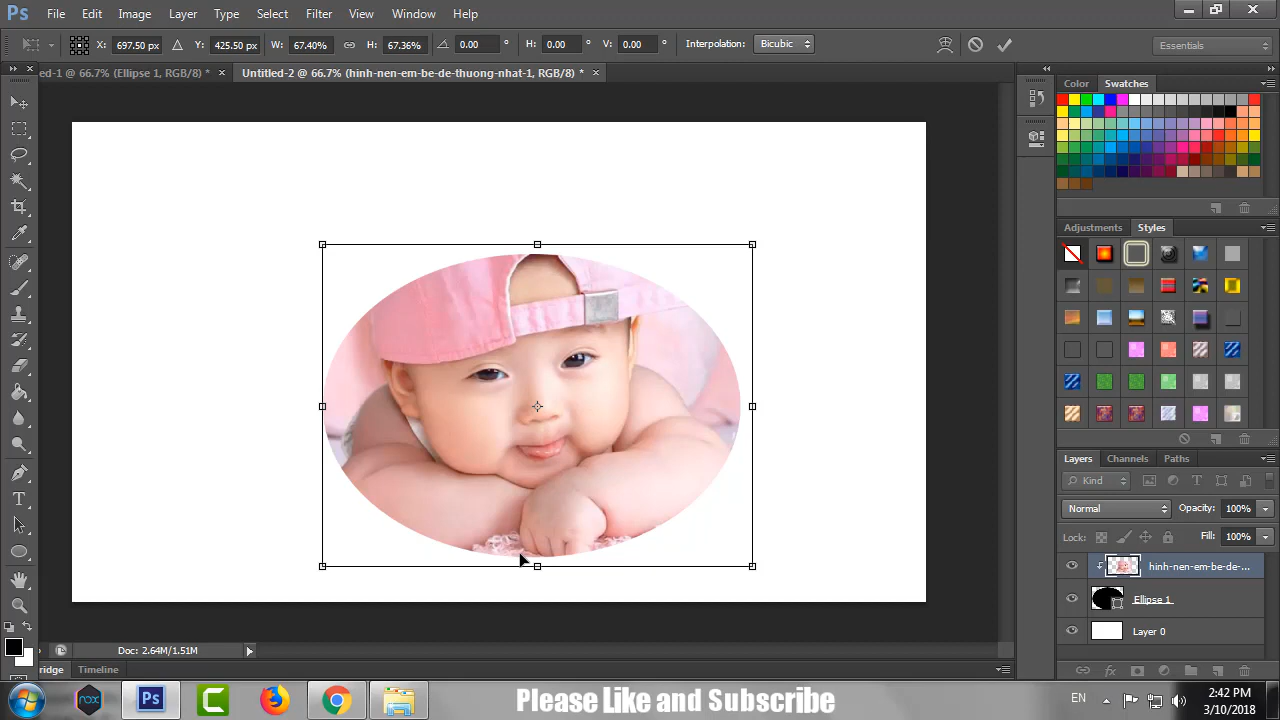 Ps File Edit Image Layer Type Select Filter View Window Help
X: 697.50 px Y: 425.50 px W: 67.40% H: 67.36% 0.00 ° H: 0.00 ° V: 0.00 ° Interpolation: Bicubic Essentials
ed-1 @ 66.7% (Ellipse 1, RGB/8) * × Untitled-2 @ 66.7% (hinh-nen-em-be-de-thuong-nhat-1, RGB/8) * ×
Color Swatches
Adjustments Styles
Layers Channels Paths
Kind
Normal Opacity: 100%
Lock: Fill: 100%
hinh-nen-em-be-de-...
Ellipse 1
Layer 0
Doc: 2.64M/1.51M
ridge Timeline
nox Ps C Please Like and Subscribe EN 2:42 PM
3/10/2018